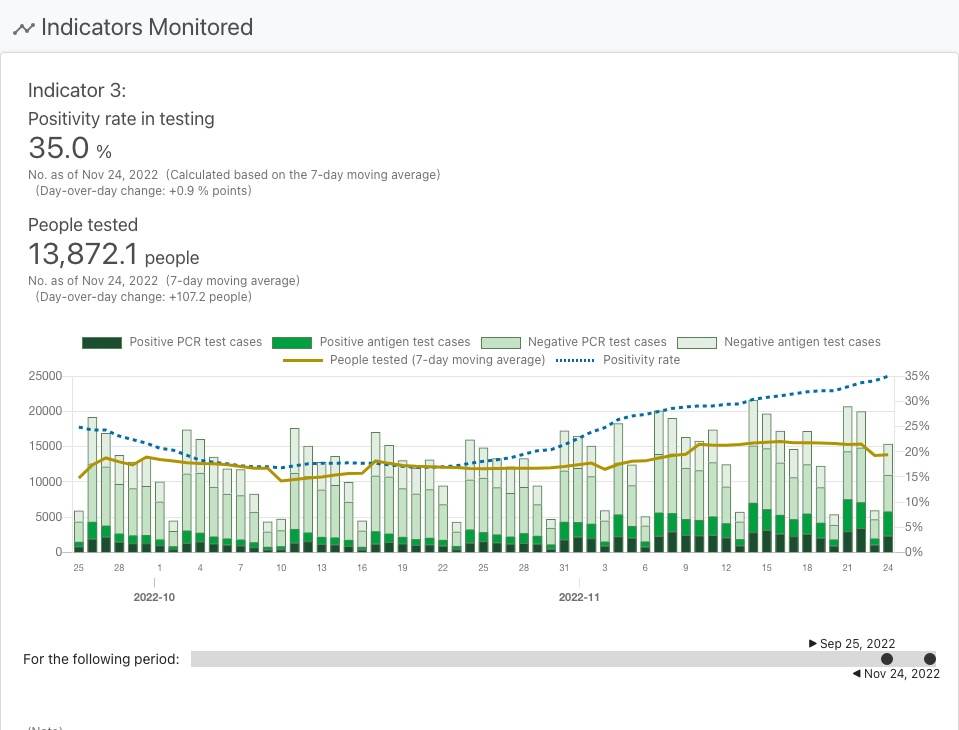 Indicators Monitored
Indicator 3:
Positivity rate in testing
35.0 %
No. as of Nov 24, 2022 (Calculated based on the 7-day moving average)
(Day-over-day change: +0.9 % points)
People tested
13,872.1 people
No. as of Nov 24, 2022 (7-day moving average)
(Day-over-day change: +107.2 people)
Positive PCR test cases Positive antigen test cases Negative PCR test cases Negative antigen test cases
People tested (7-day moving average) Positivity rate
25000 35%
30%
20000
25%
15000
20%
10000 15%
10%
5000
5%
0 0%
25 28 1 4 7 10 13 16 19 22 25 28 31 3 6 9 12 15 18 21 24
2022-10 2022-11
▶ Sep 25, 2022
For the following period:
◀ Nov 24, 2022
(Note)